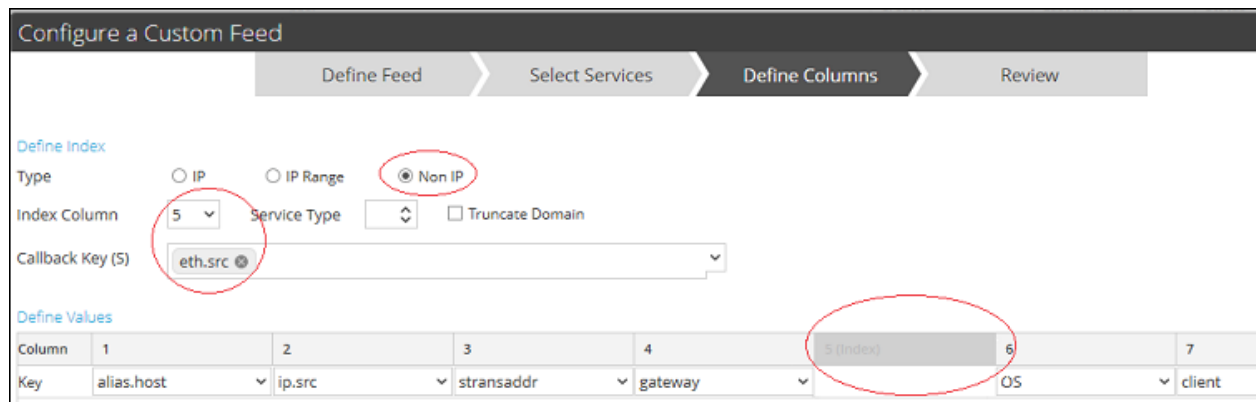 Configure a Custom Feed
Define Feed Select Services Define Columns Review
Define Index
Type IP IP Range Non IP
Index Column 5 Service Type Truncate Domain
Callback Key (S) eth.src
Define Values
Column 1 2 3 4 5 (Index) 6 7
Key alias.host ip.src stransaddr gateway OS client